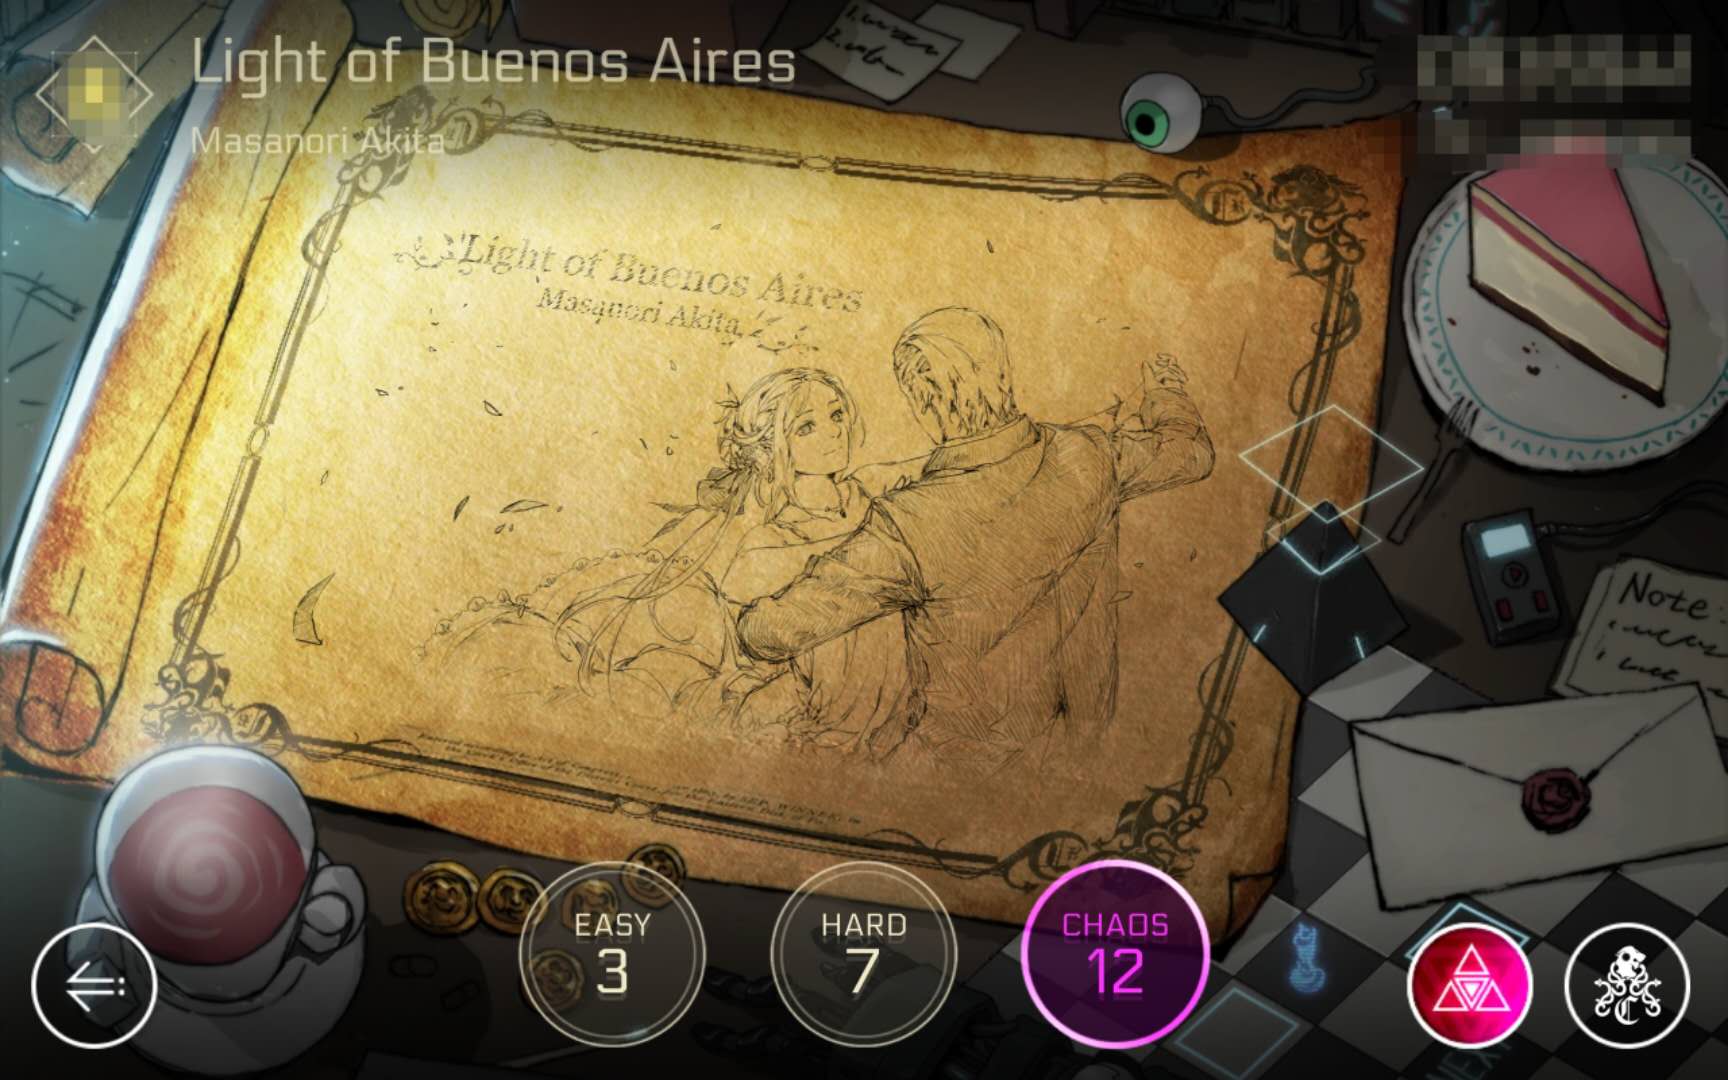 Light of Buenos Aires
Masanori Akita
Light of Buenos Aires
Masanori Akita
Note:
EASY
3
HARD
7
CHAOS
12